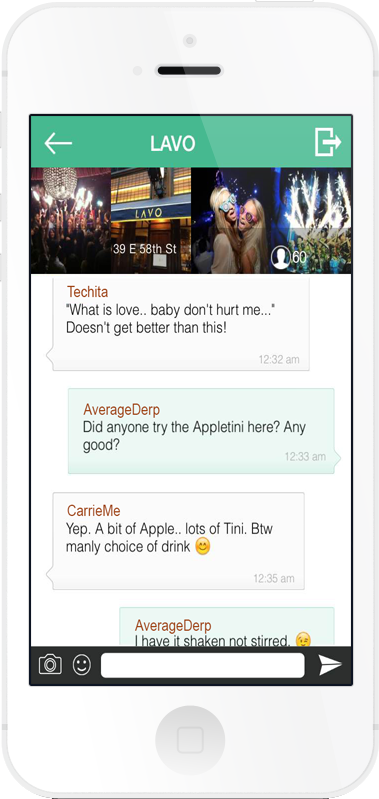 LAVO
LAVO
39 E 58th St
60
Techita
"What is love.. baby don't hurt me..."
Doesn't get better than this!
12:32 am
AverageDerp
Did anyone try the Appletini here? Any
good?
12:33 am
CarrieMe
Yep. A bit of Apple.. lots of Tini. Btw
manly choice of drink 😊
12:35 am
AverageDerp
I have it shaken not stirred. 😉